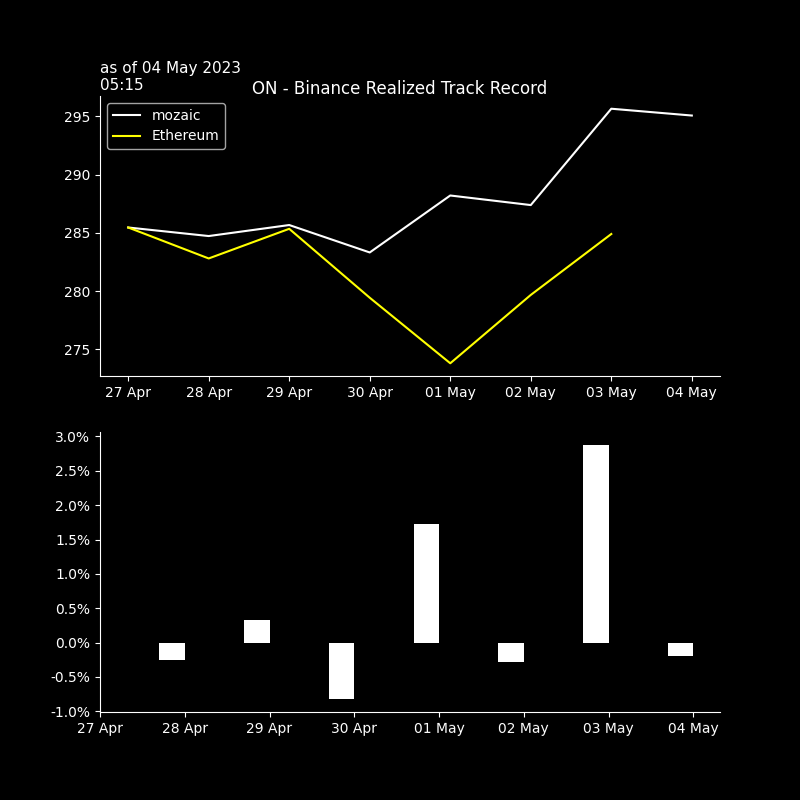 as of 04 May 2023
05:15
ON - Binance Realized Track Record
mozaic
Ethereum
295
290
285
280
275
27 Apr 28 Apr 29 Apr 30 Apr 01 May 02 May 03 May 04 May
3.0%
2.5%
2.0%
1.5%
1.0%
0.5%
0.0%
-0.5%
-1.0%
27 Apr 28 Apr 29 Apr 30 Apr 01 May 02 May 03 May 04 May